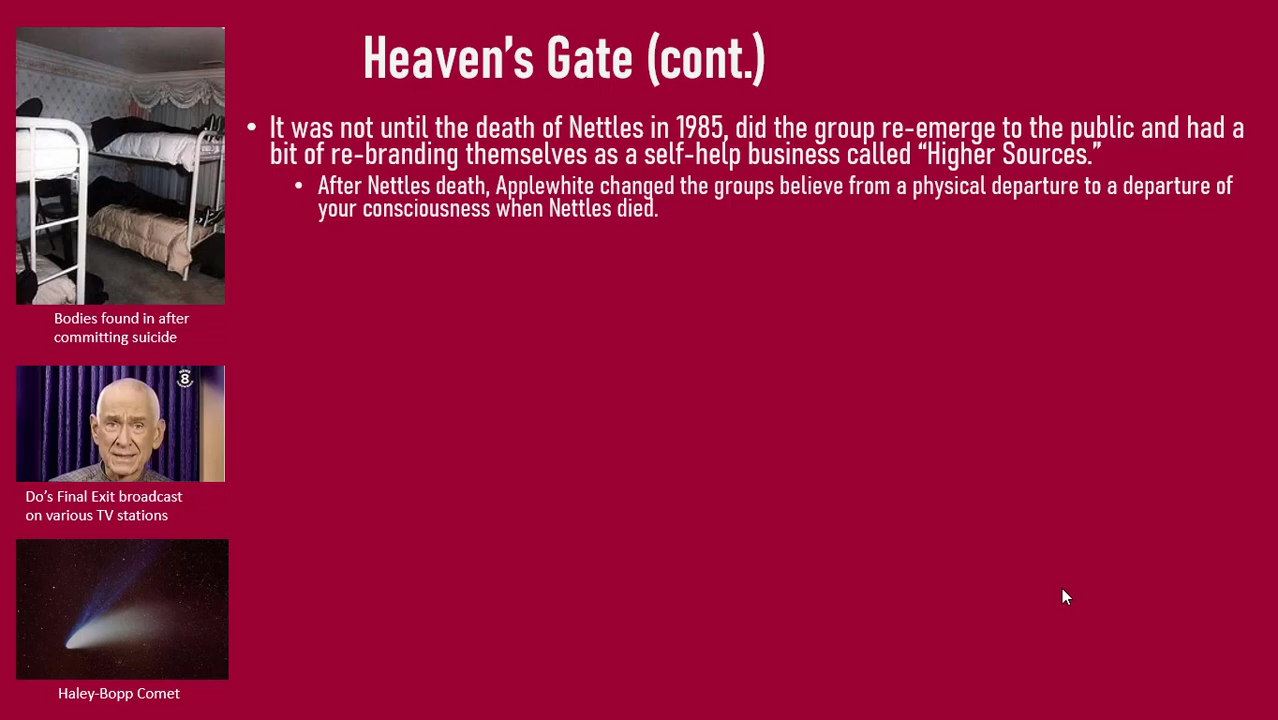 Heaven’s Gate (cont.)
• It was not until the death of Nettles in 1985, did the group re-emerge to the public and had a
bit of re-branding themselves as a self-help business called “Higher Sources.”
• After Nettles death, Applewhite changed the groups believe from a physical departure to a departure of
your consciousness when Nettles died.
Bodies found in after
committing suicide
8
Do’s Final Exit broadcast
on various TV stations
Haley-Bopp Comet